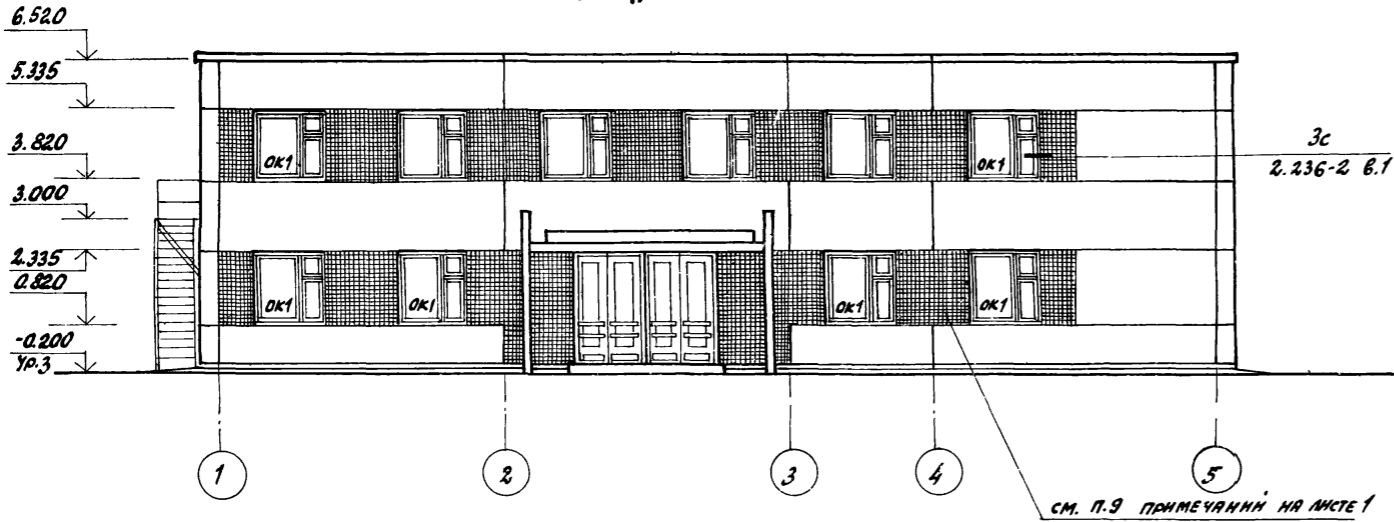 6.520
5.335
3.820
3.000
2.335
0.820
-0.200
УР.З
ОК1
ОК1
3с
2.236-2 В.1
ОК1
ОК1
ОК1
ОК1
1
2
3
4
5
СМ. П.9 ПРИМЕЧАНИЙ НА ЛИСТЕ 1